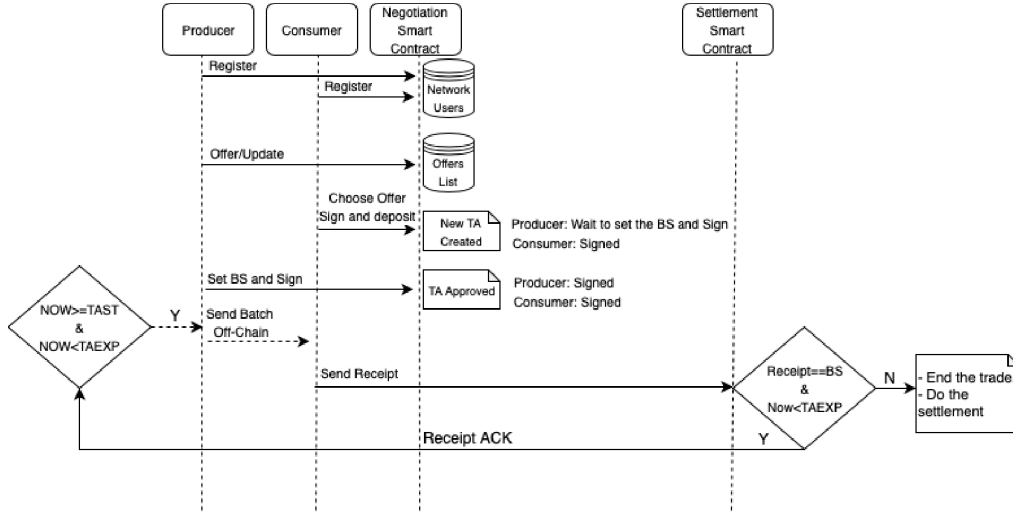 Producer
Consumer
Negotiation
Smart
Contract
Settlement
Smart
Contract
Register
Network
Users
Register
Offer/Update
Offers
List
Choose Offer
Sign and deposit
New TA
Created
Producer: Wait to set the BS and Sign
Consumer: Signed
Set BS and Sign
TA Approved
Producer: Signed
Consumer: Signed
NOW>=TAST
&
NOW<TAEXP
Y
Send Batch
Off-Chain
Send Receipt
Receipt==BS
&
Now<TAEXP
N
- End the trade
- Do the
settlement
Y
Receipt ACK